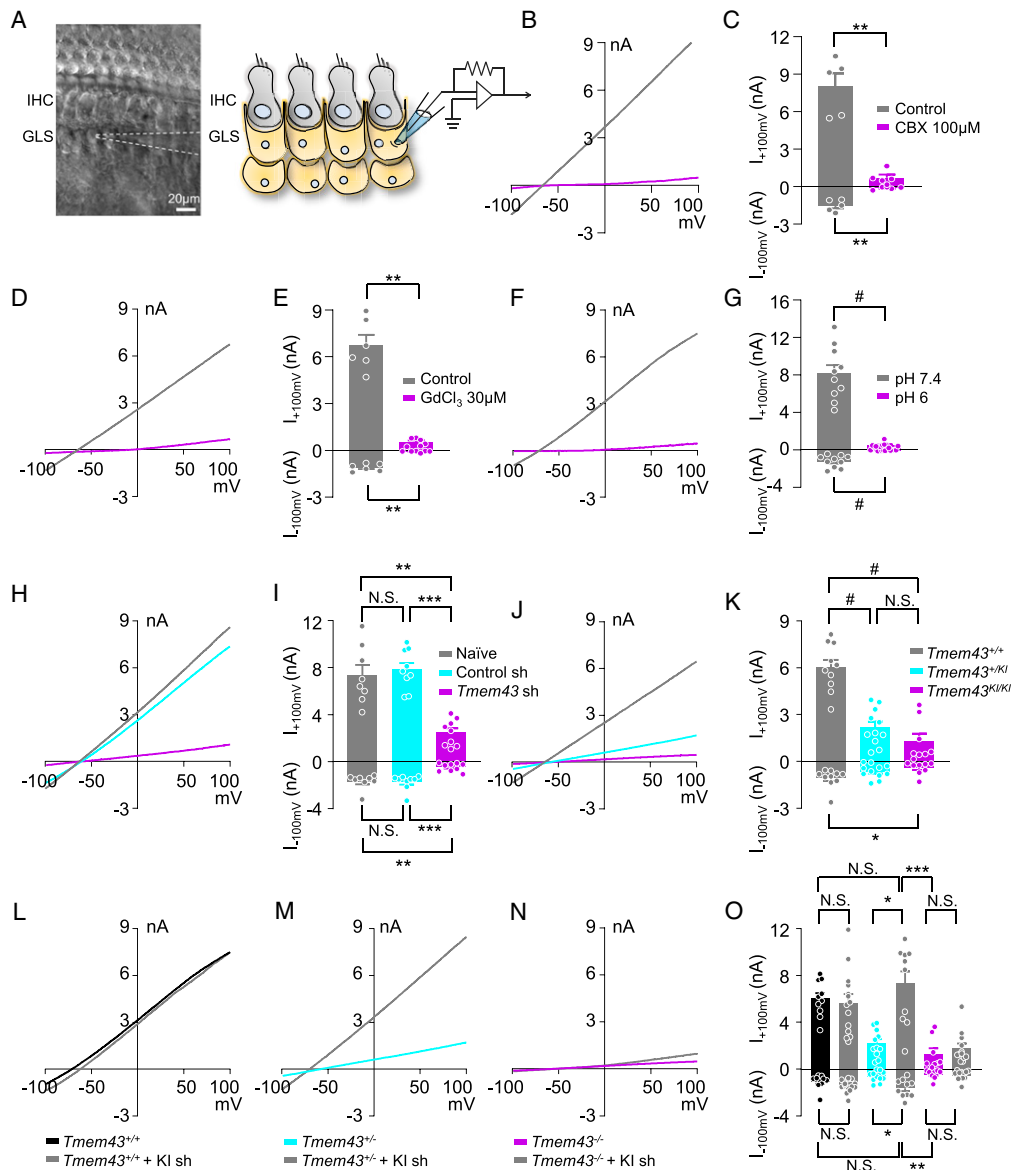 A
IHC
GLS
20µm
IHC
GLS
B
nA
9
6
3
-3
-100
-50
50
100
mV
C
**
12
9
6
3
0
-1
-2
I+100mV (nA)
I-100mV (nA)
Control
CBX 100µM
**
D
nA
9
6
3
-3
-100
-50
50
100
mV
E
**
9
6
3
0
-3
I+100mV (nA)
I-100mV (nA)
Control
GdCl3 30µM
**
F
nA
9
6
3
-3
-100
-50
50
100
mV
G
#
16
12
8
4
0
-4
I+100mV (nA)
I-100mV (nA)
pH 7.4
pH 6
#
H
nA
9
6
3
-3
-100
-50
50
100
mV
I
**
N.S.
***
12
8
4
0
-4
I+100mV (nA)
I-100mV (nA)
Naïve
Control sh
Tmem43 sh
N.S.
***
**
J
nA
9
6
3
-3
-100
-50
50
100
mV
K
#
#
N.S.
9
6
3
0
-3
I+100mV (nA)
I-100mV (nA)
Tmem43+/+
Tmem43+/KI
Tmem43KI/KI
*
L
nA
9
6
3
-3
-100
-50
50
100
mV
Tmem43+/+
Tmem43+/+ + KI sh
M
nA
9
6
3
-3
-100
-50
50
100
mV
Tmem43+/-
Tmem43+/- + KI sh
N
nA
9
6
3
-3
-100
-50
50
100
mV
Tmem43-/-
Tmem43-/- + KI sh
O
N.S.
***
N.S.
*
N.S.
12
8
4
0
-4
I+100mV (nA)
I-100mV (nA)
N.S.
*
N.S.
N.S.
**